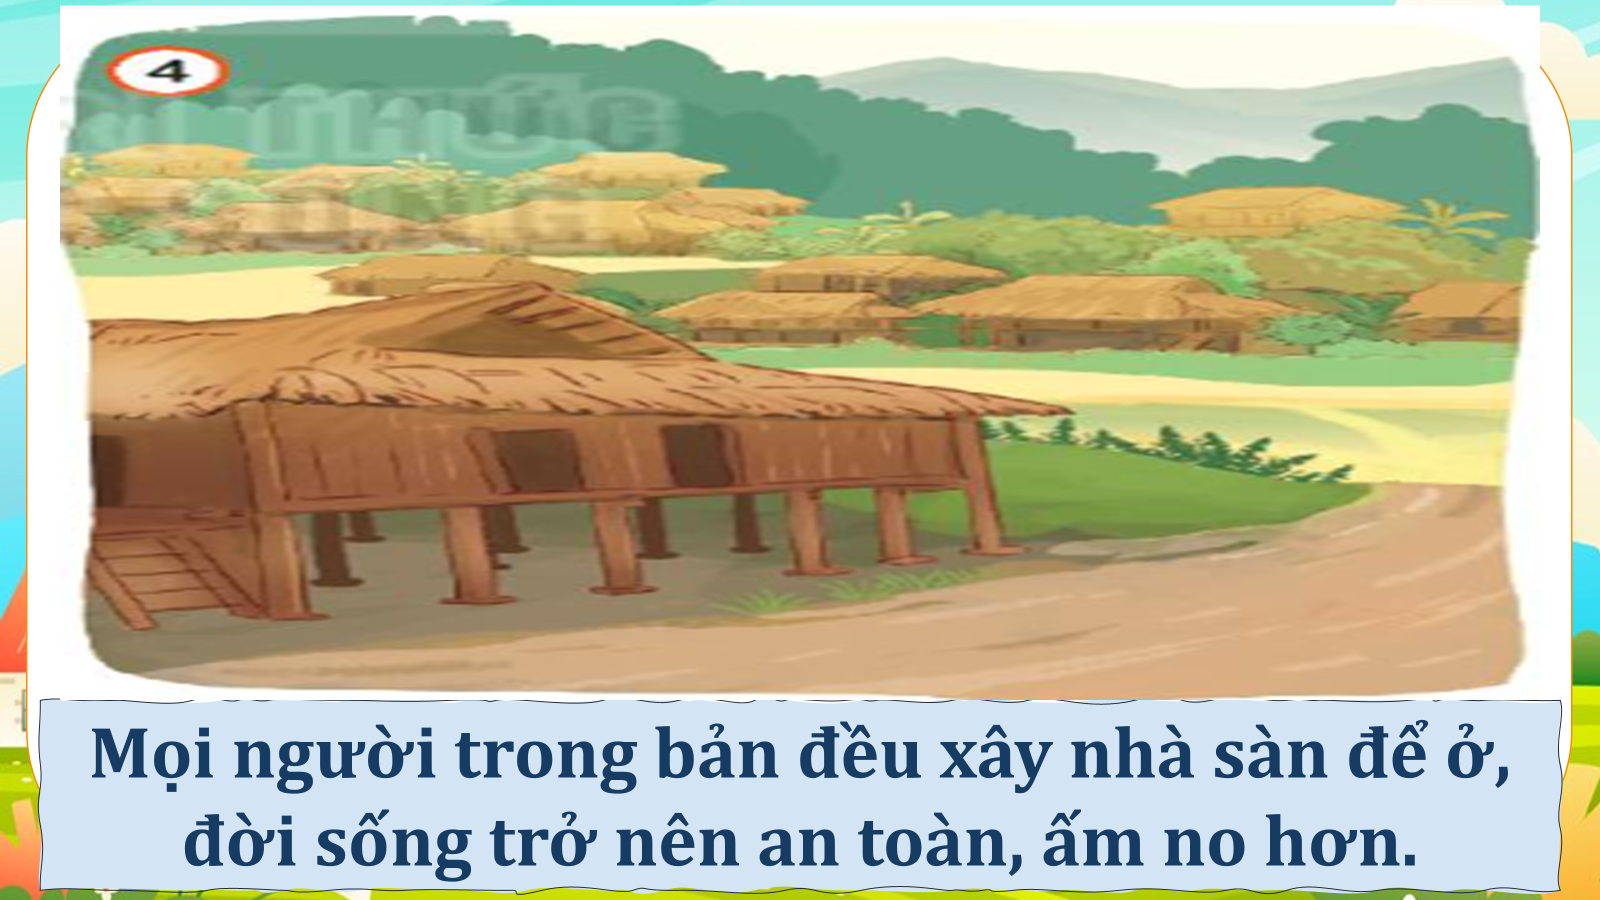 4
Mọi người trong bản đều xây nhà sàn để ở,
đời sống trở nên an toàn, ấm no hơn.